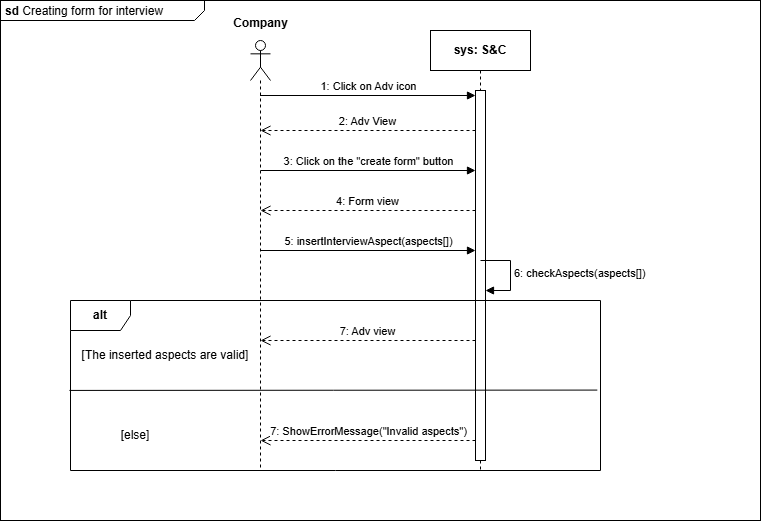 sd Creating form for interview
Company
sys: S&C
1: Click on Adv icon
2: Adv View
3: Click on the "create form" button
4: Form view
5: insertInterviewAspect(aspects[])
6: checkAspects(aspects[])
alt
7: Adv view
[The inserted aspects are valid]
[else]
7: ShowErrorMessage("Invalid aspects")